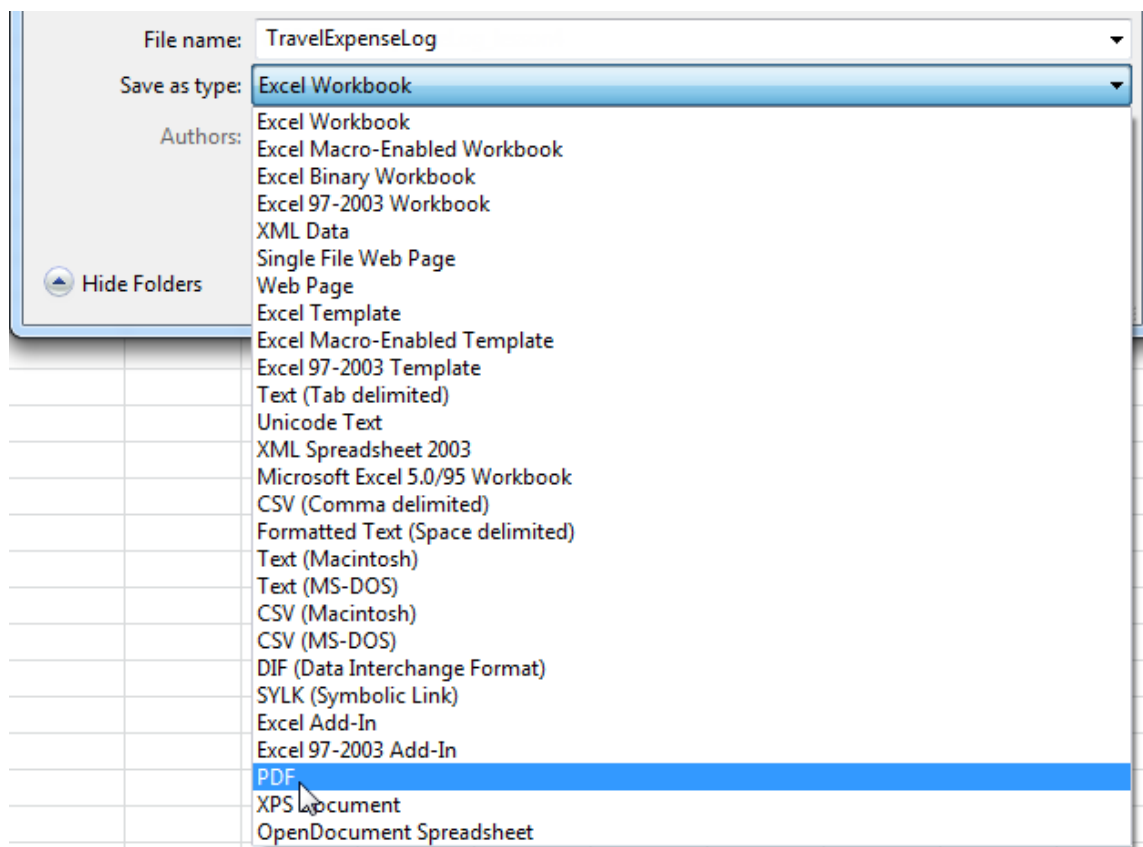 File name: TravelExpenseLog
Save as type: Excel Workbook
Authors:
Excel Workbook
Excel Macro-Enabled Workbook
Excel Binary Workbook
Excel 97-2003 Workbook
XML Data
Single File Web Page
Hide Folders
Web Page
Excel Template
Excel Macro-Enabled Template
Excel 97-2003 Template
Text (Tab delimited)
Unicode Text
XML Spreadsheet 2003
Microsoft Excel 5.0/95 Workbook
CSV (Comma delimited)
Formatted Text (Space delimited)
Text (Macintosh)
Text (MS-DOS)
CSV (Macintosh)
CSV (MS-DOS)
DIF (Data Interchange Format)
SYLK (Symbolic Link)
Excel Add-In
Excel 97-2003 Add-In
PDF
XPS Document
OpenDocument Spreadsheet